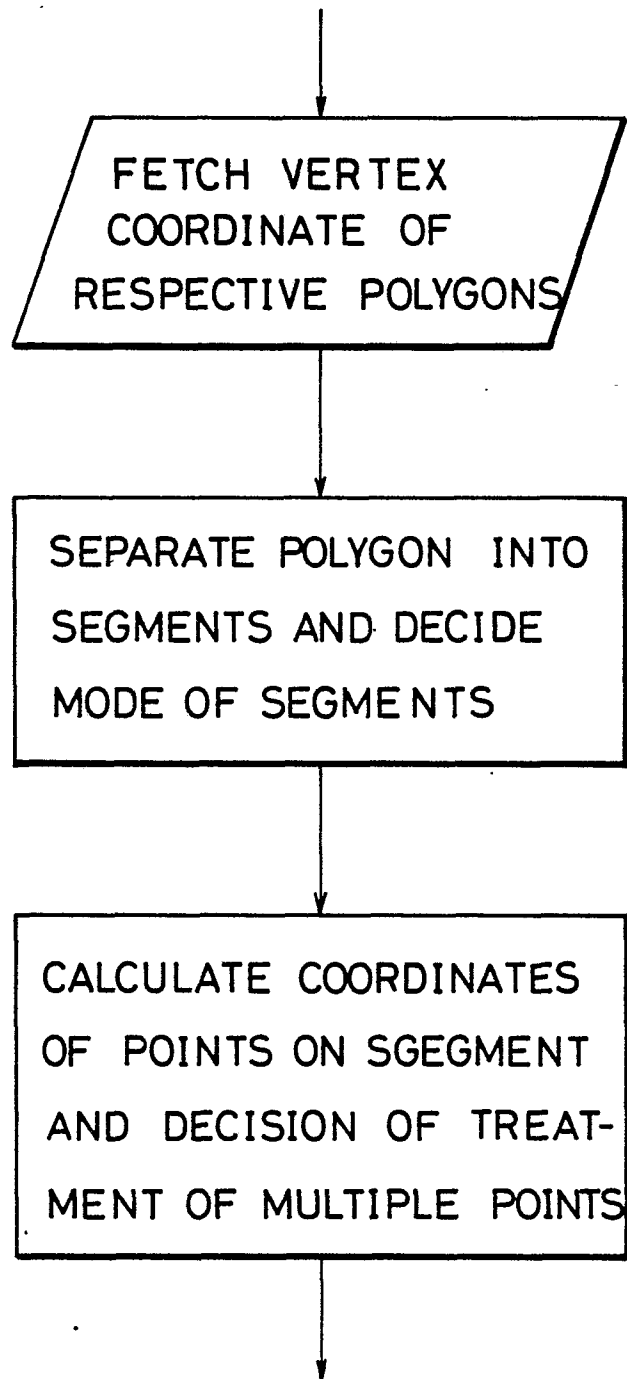 FETCH VERTEX
COORDINATE OF
RESPECTIVE POLYGONS
SEPARATE POLYGON INTO
SEGMENTS AND DECIDE
MODE OF SEGMENTS
CALCULATE COORDINATES
OF POINTS ON SGEGMENT
AND DECISION OF TREAT-
MENT OF MULTIPLE POINTS